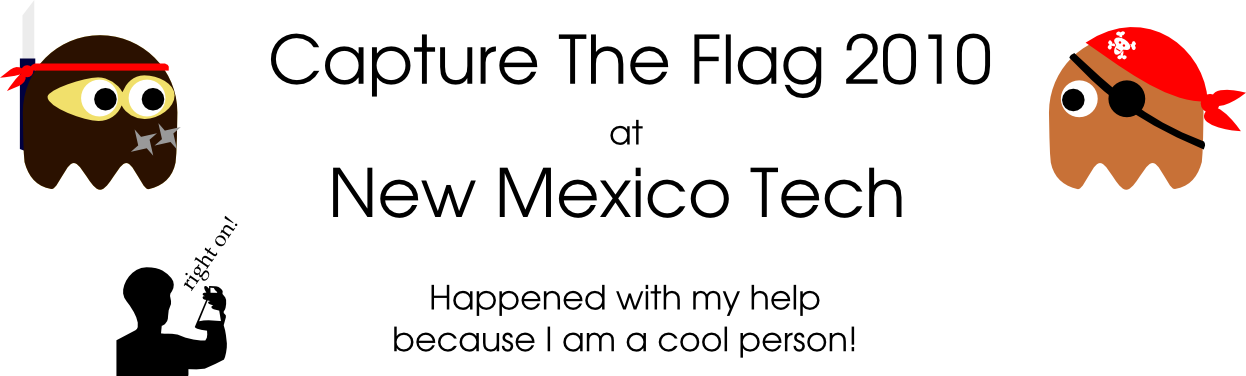 Capture The Flag 2010
at
New Mexico Tech
right on!
Happened with my help
because I am a cool person!